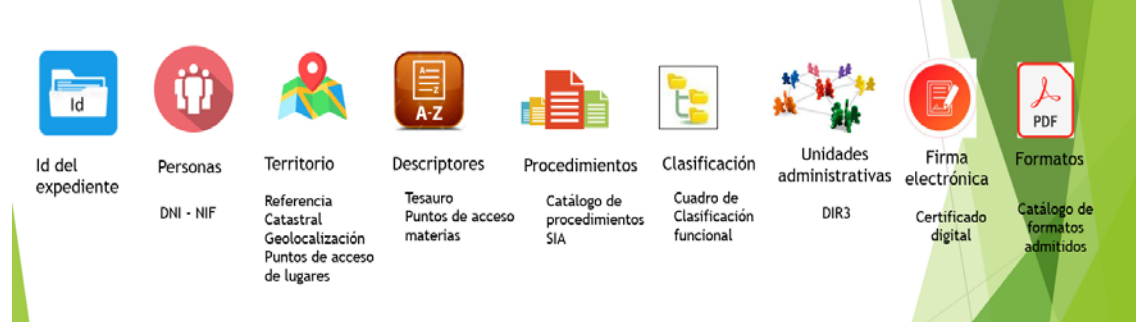 Id
Id del
expediente
Personas
DNI - NIF
Territorio
Referencia
Catastral
Geolocalización
Puntos de acceso
de lugares
A
Z
A-Z
Descriptores
Tesauro
Puntos de acceso
materias
Procedimientos
Catálogo de
procedimientos
SIA
Clasificación
Cuadro de
Clasificación
funcional
Unidades
administrativas
DIR3
Firma
electrónica
Certificado
digital
PDF
Formatos
Catálogo de
formatos
admitidos